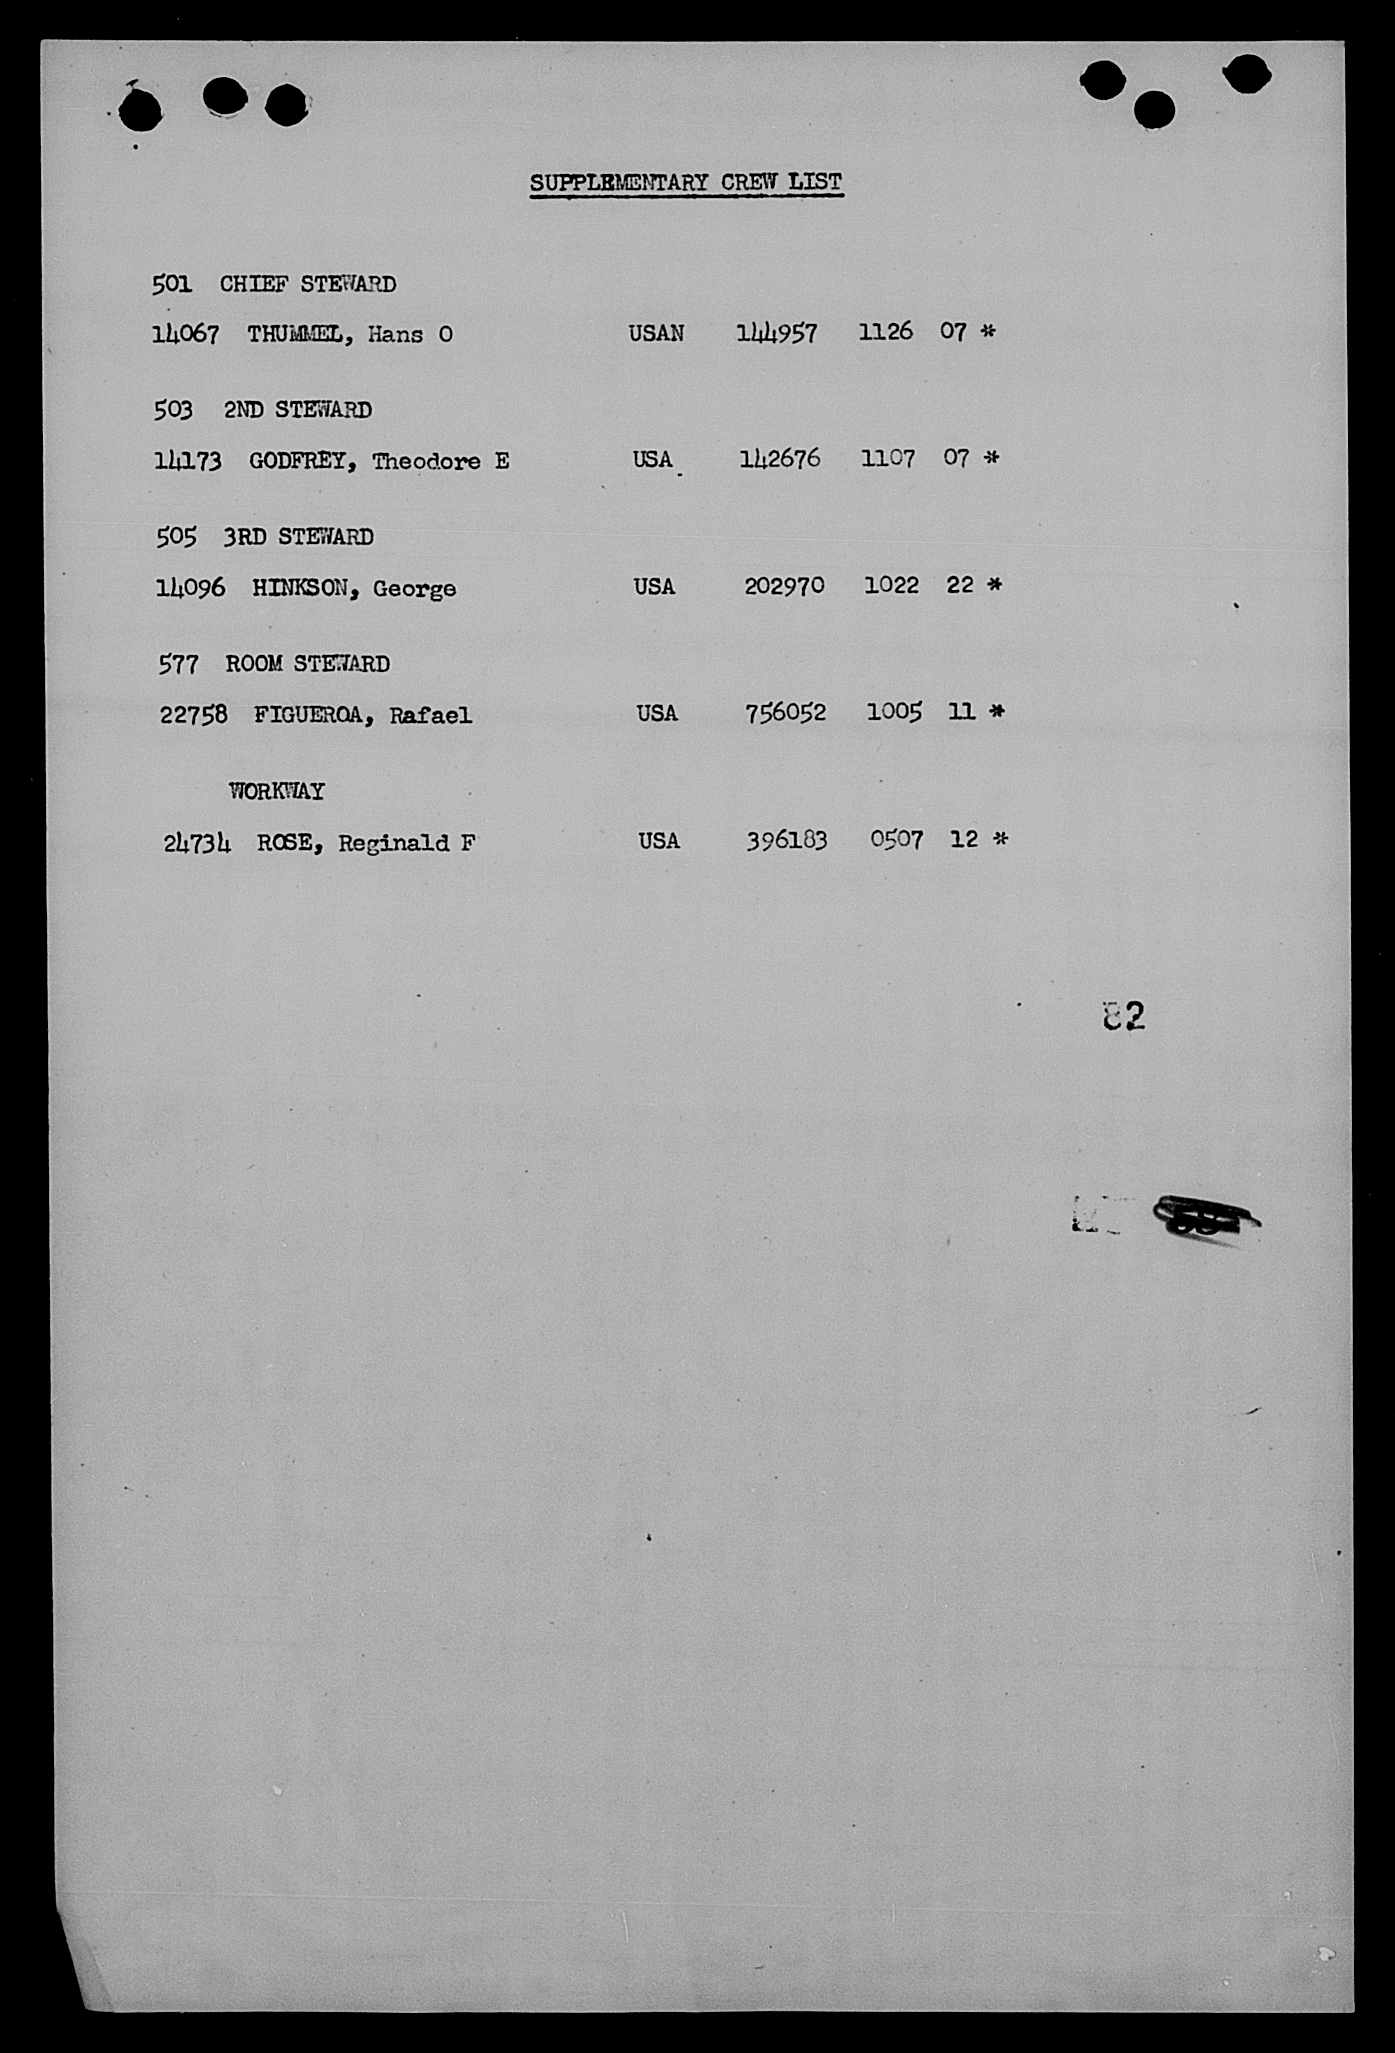 SUPPLEMENTARY CREW LIST
501 CHIEF STEWARD
14067 THUMMEL, Hans O USAN 144957 1126 07 *
503 2ND STEWARD
14173 GODFREY, Theodore E USA 142676 1107 07 *
505 3RD STEWARD
14096 HINKSON, George USA 202970 1022 22 *
577 ROOM STEWARD
22758 FIGUEROA, Rafael USA 756052 1005 11 *
WORKWAY
24734 ROSE, Reginald F USA 396183 0507 12 *
82